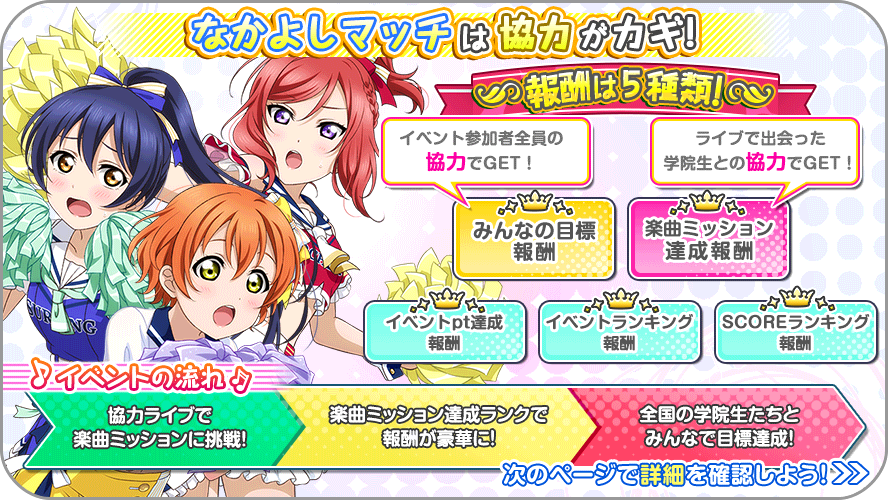 なかよしマッチは協力がカギ!
報酬は5種類!
イベント参加者全員の
協力でGET!
ライブで出会った
学院生との協力でGET!
みんなの目標
報酬
楽曲ミッション
達成報酬
イベントpt達成
報酬
イベントランキング
報酬
SCOREランキング
報酬
♪イベントの流れ♪
協力ライブで
楽曲ミッションに挑戦!
楽曲ミッション達成ランクで
報酬が豪華に!
全国の学院生たちと
みんなで目標達成!
次のページで詳細を確認しよう!>>